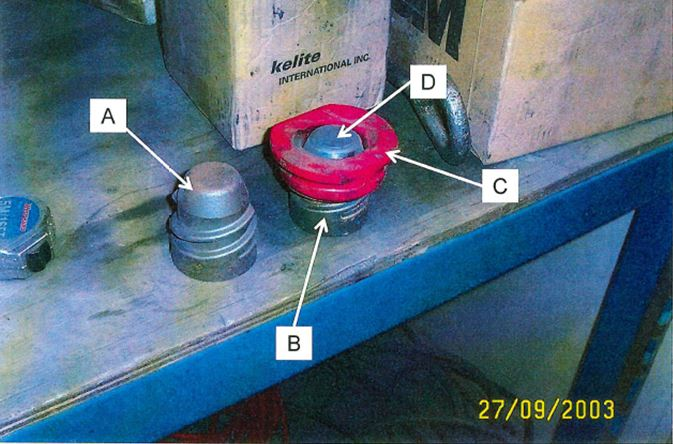 kelite
INTERNATIONAL INC.
M
D
A
C
B
27/09/2003